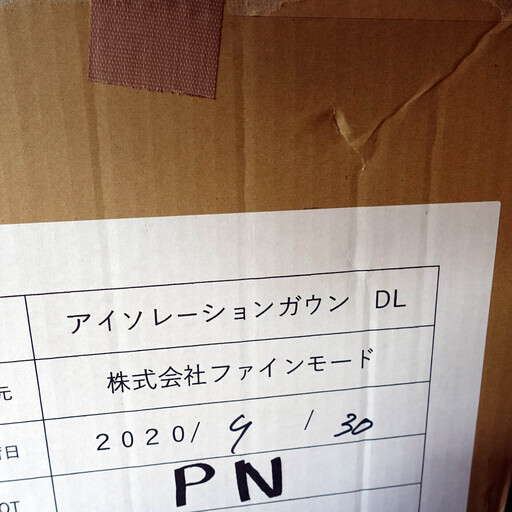 アイソレーションガウン DL
元
株式会社ファインモード
日
2020/ 9 / 30
OT
PN